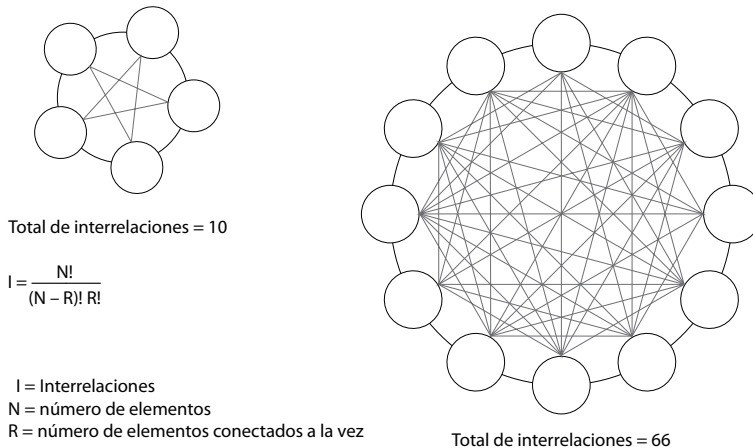 Total de interrelaciones = 10
I = N!
(N – R)! R!
I = Interrelaciones
N = número de elementos
R = número de elementos conectados a la vez
Total de interrelaciones = 66